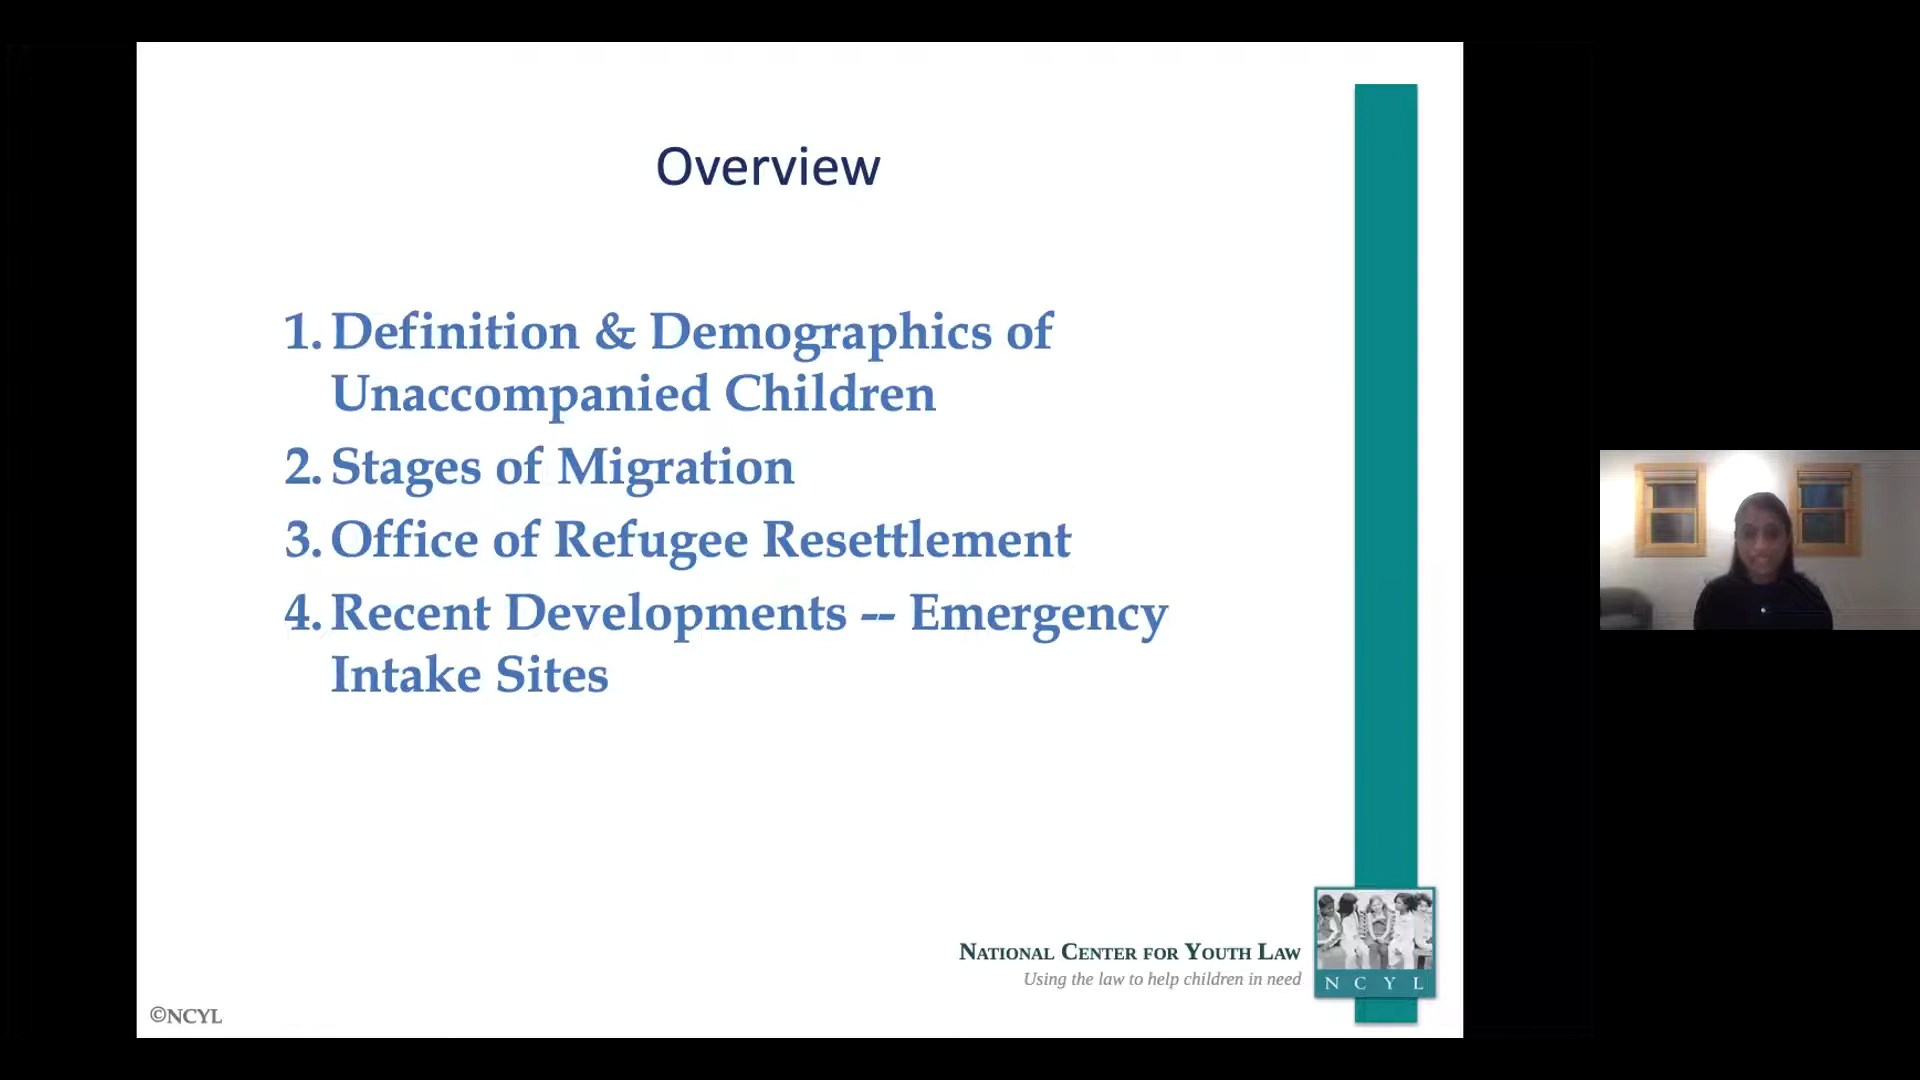 Overview
1. Definition & Demographics of
Unaccompanied Children
2. Stages of Migration
3. Office of Refugee Resettlement
4. Recent Developments -- Emergency
Intake Sites
National Center for Youth Law
Using the law to help children in need
N C Y L
©NCYL